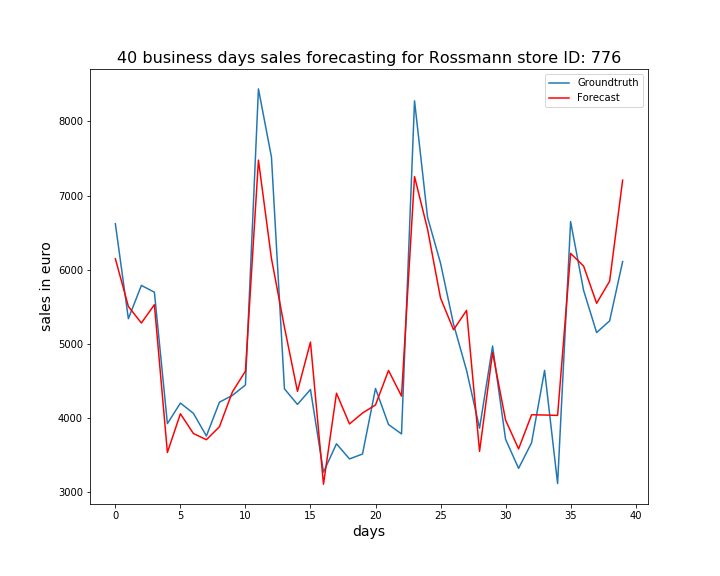 40 business days sales forecasting for Rossmann store ID: 776
Groundtruth
Forecast
8000
7000
6000
5000
4000
3000
sales in euro
0 5 10 15 20 25 30 35 40
days